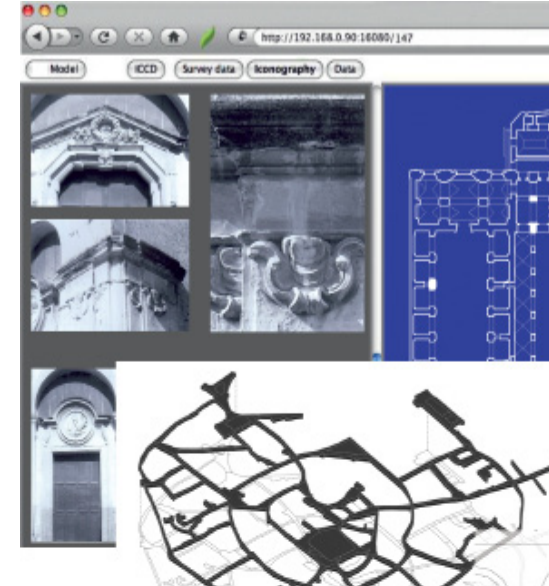 http://192.168.0.90:16080/147
Model ICCD Survey data Iconography Data